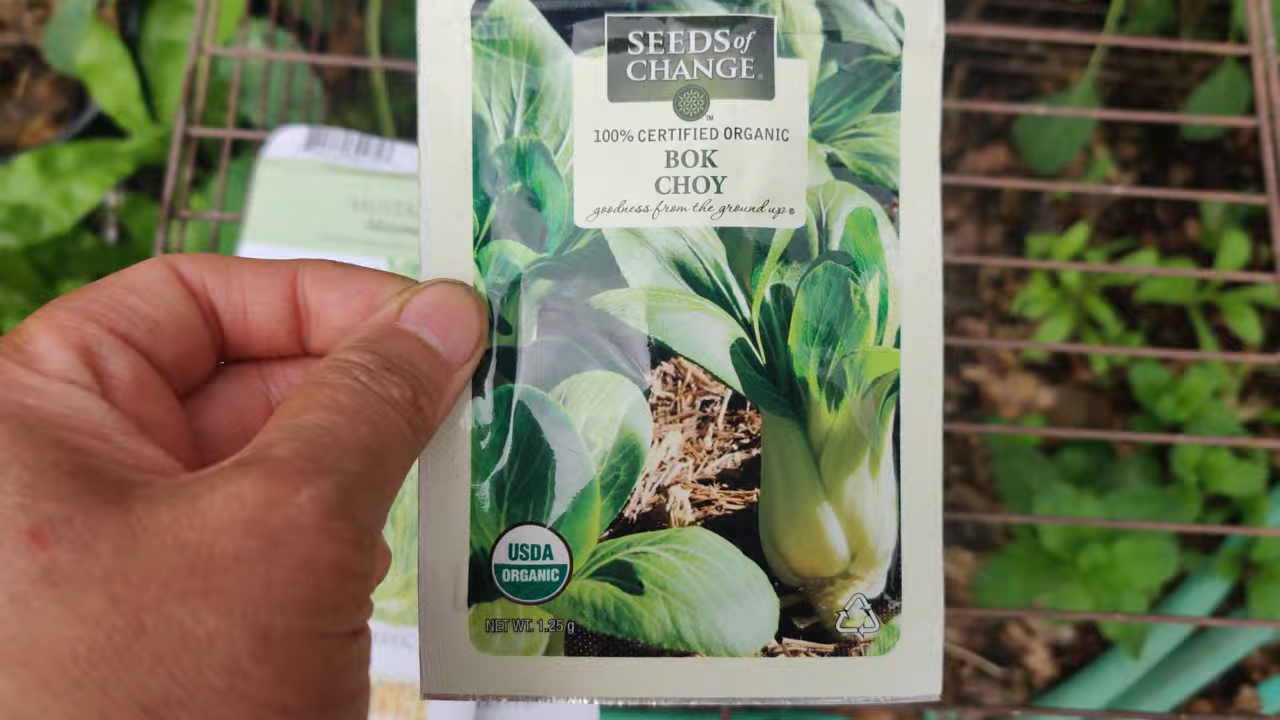 SEEDS of
CHANGE®
™
100% CERTIFIED ORGANIC
BOK
CHOY
goodness from the ground up®
USDA
ORGANIC
NET WT. 1.25 g